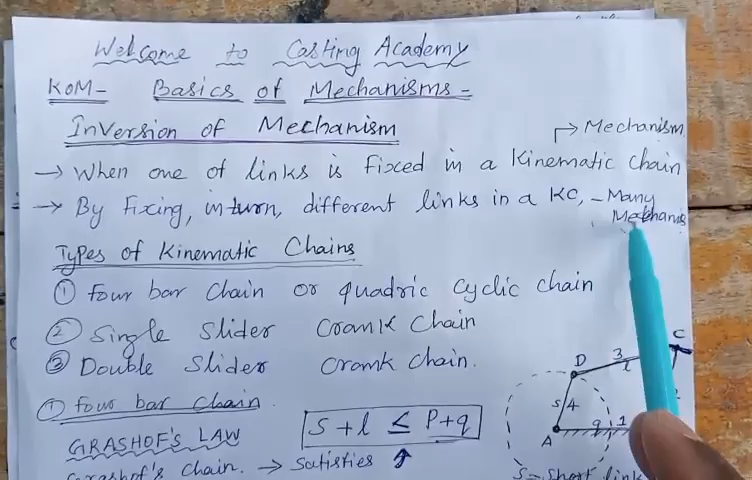 Welcome to Casting Academy
KOM- Basics of Mechanisms-
Inversion of Mechanism
→ Mechanism
→ When one of links is fixed in a Kinematic Chain
→ By Fixing, in turn, different links in a KC, - Many
Mechanis
Types of Kinematic Chains
① four bar Chain or quadric cyclic chain
② Single Slider Crank Chain
③ Double Slider Crank Chain.
① four bar Chain.
GRASHOF'S LAW
S + l ≤ P+q
Grashof's Chain. → Satisfies
D 3 l C
S 4
A q 1
S = Short link